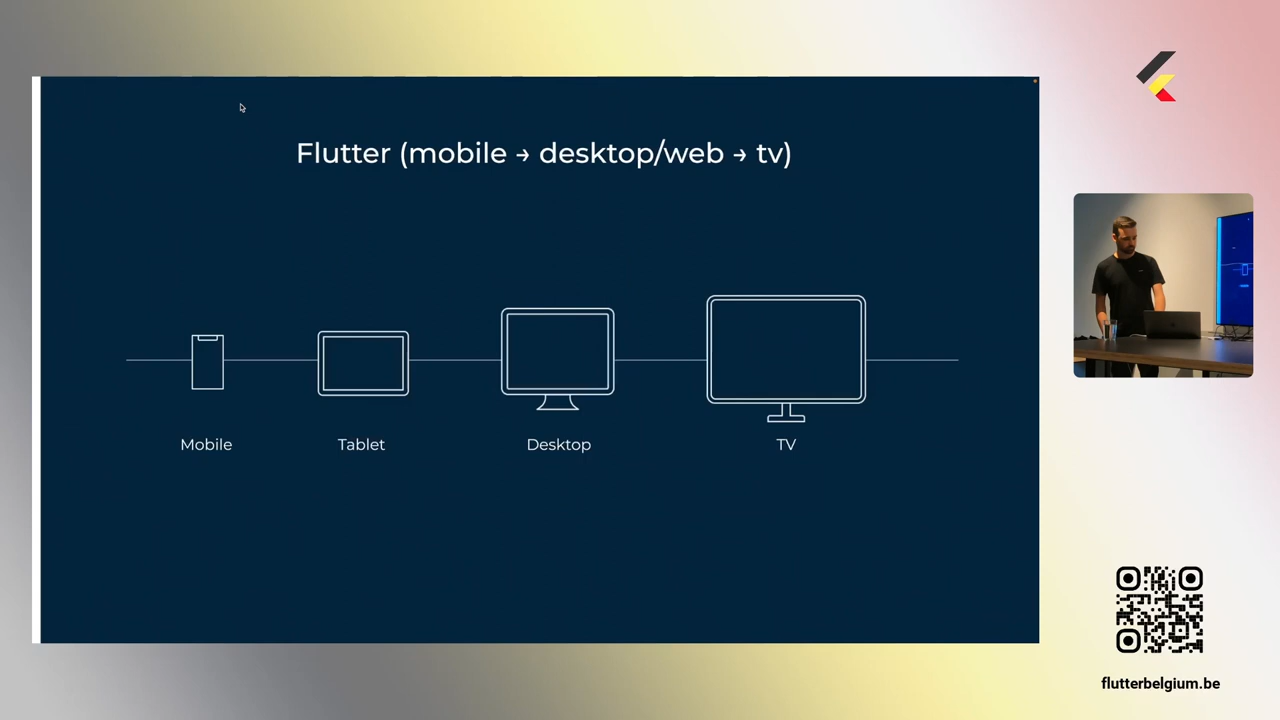 Flutter (mobile → desktop/web → tv)
Mobile
Tablet
Desktop
TV
flutterbelgium.be